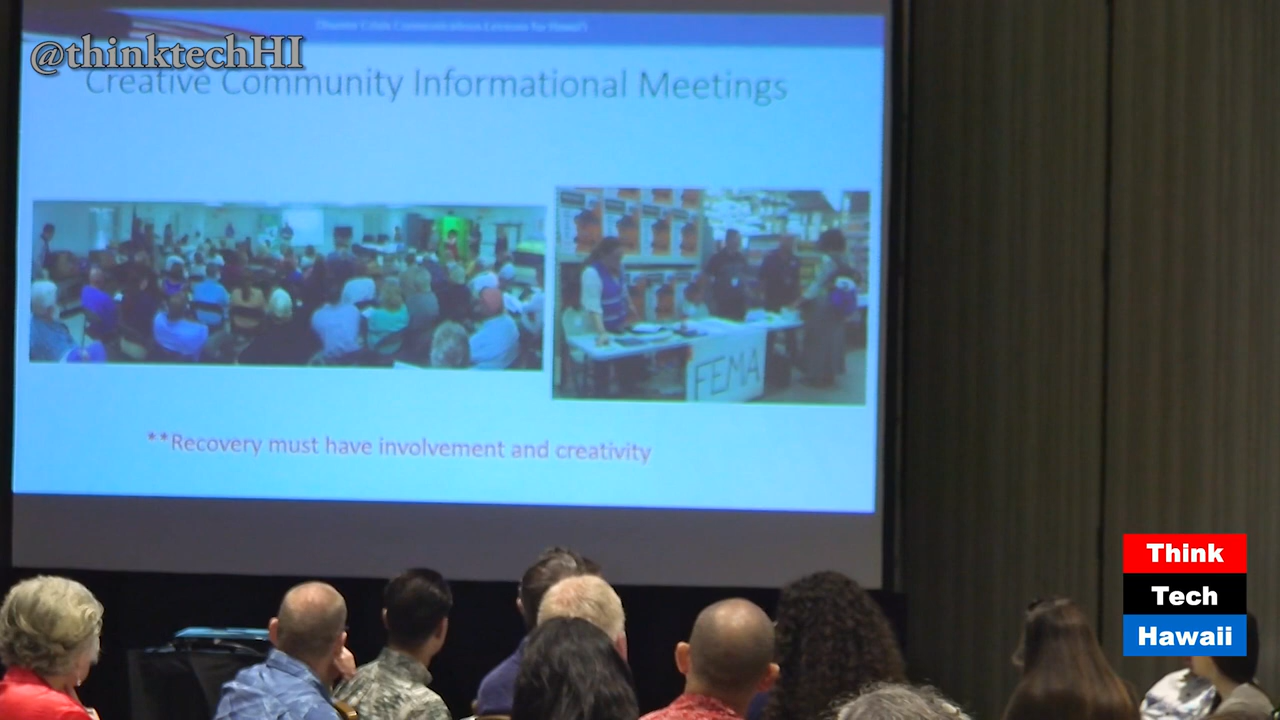 @thinktechHI
Creative Community Informational Meetings
FEMA
**Recovery must have involvement and creativity
Think
Tech
Hawaii